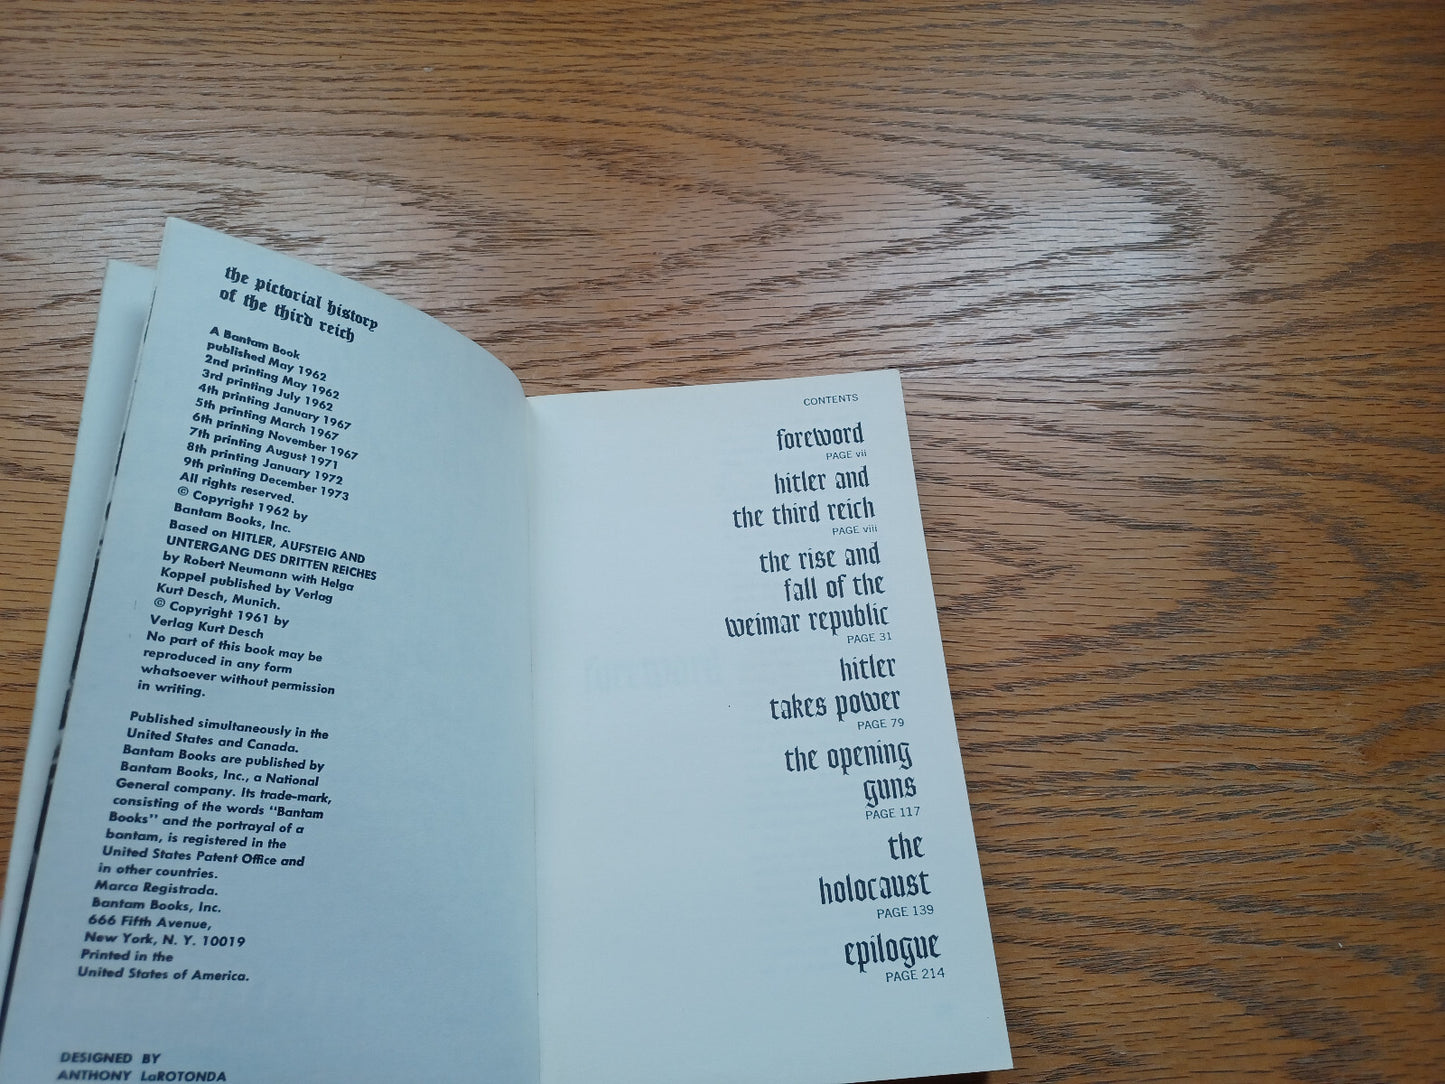 the pictorial history
of the third reich
A Bantam Book
published May 1962
2nd printing May 1962
3rd printing July 1962
4th printing January 1967
5th printing March 1967
6th printing November 1967
7th printing August 1971
8th printing January 1972
9th printing December 1973
All rights reserved.
© Copyright 1962 by
Bantam Books, Inc.
Based on HITLER, AUFSTEIG AND
UNTERGANG DES DRITTEN REICHES
by Robert Neumann with Helga
Koppel published by Verlag
Kurt Desch, Munich.
© Copyright 1961 by
Verlag Kurt Desch
No part of this book may be
reproduced in any form
whatsoever without permission
in writing.
Published simultaneously in the
United States and Canada.
Bantam Books are published by
Bantam Books, Inc., a National
General company. Its trade-mark,
consisting of the words "Bantam
Books" and the portrayal of a
bantam, is registered in the
United States Patent Office and
in other countries.
Marca Registrada.
Bantam Books, Inc.
666 Fifth Avenue,
New York, N. Y. 10019
Printed in the
United States of America.
DESIGNED BY
ANTHONY LaROTONDA
CONTENTS
foreword
PAGE vii
hitler and
the third reich
PAGE viii
the rise and
fall of the
weimar republic
PAGE 31
hitler
takes power
PAGE 79
the opening
guns
PAGE 117
the
holocaust
PAGE 139
epilogue
PAGE 214